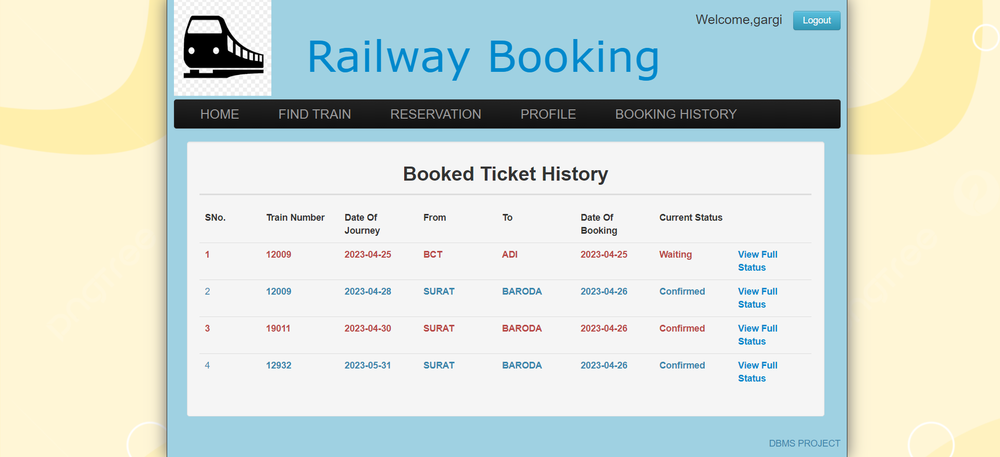 Welcome,gargi Logout
Railway Booking
HOME FIND TRAIN RESERVATION PROFILE BOOKING HISTORY
Booked Ticket History
SNo. Train Number Date Of Journey From To Date Of Booking Current Status
1 12009 2023-04-25 BCT ADI 2023-04-25 Waiting View Full Status
2 12009 2023-04-28 SURAT BARODA 2023-04-26 Confirmed View Full Status
3 19011 2023-04-30 SURAT BARODA 2023-04-26 Confirmed View Full Status
4 12932 2023-05-31 SURAT BARODA 2023-04-26 Confirmed View Full Status
DBMS PROJECT